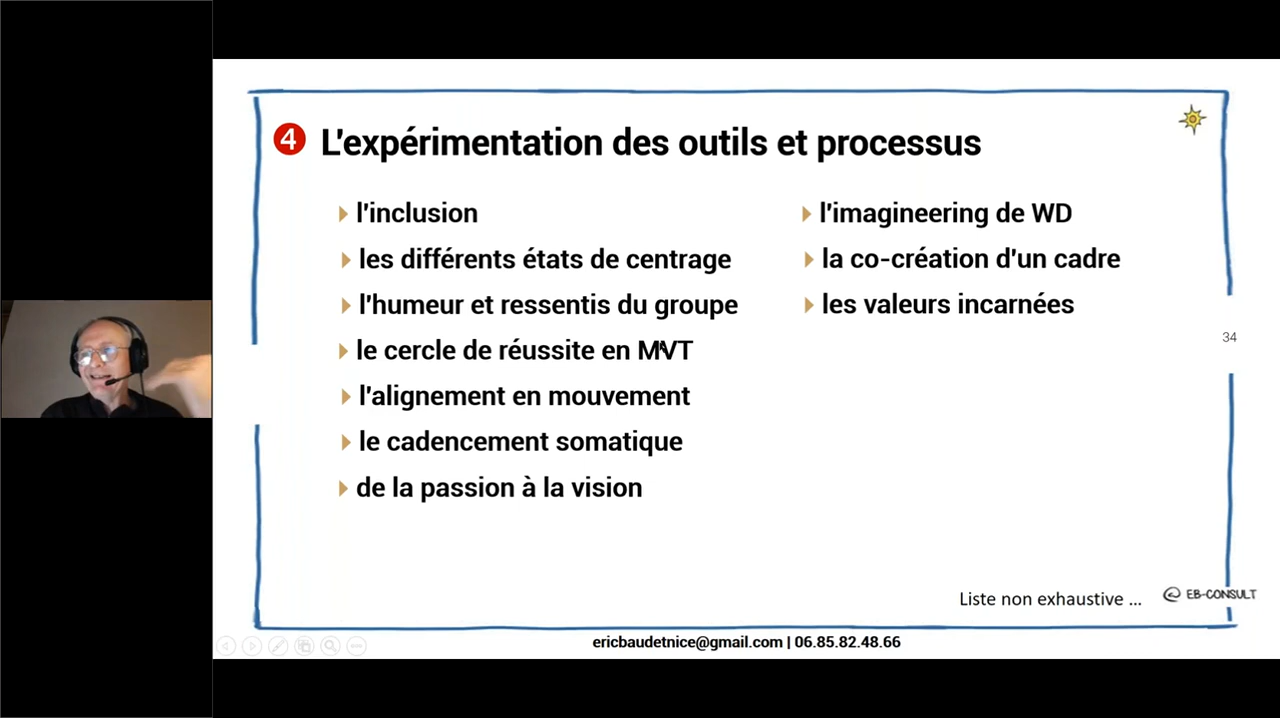 4 L'expérimentation des outils et processus
l'inclusion
les différents états de centrage
l'humeur et ressentis du groupe
le cercle de réussite en MVT
l'alignement en mouvement
le cadencement somatique
de la passion à la vision
l'imagineering de WD
la co-création d'un cadre
les valeurs incarnées
34
Liste non exhaustive ...
EB-CONSULT
ericbaudetnice@gmail.com | 06.85.82.48.66